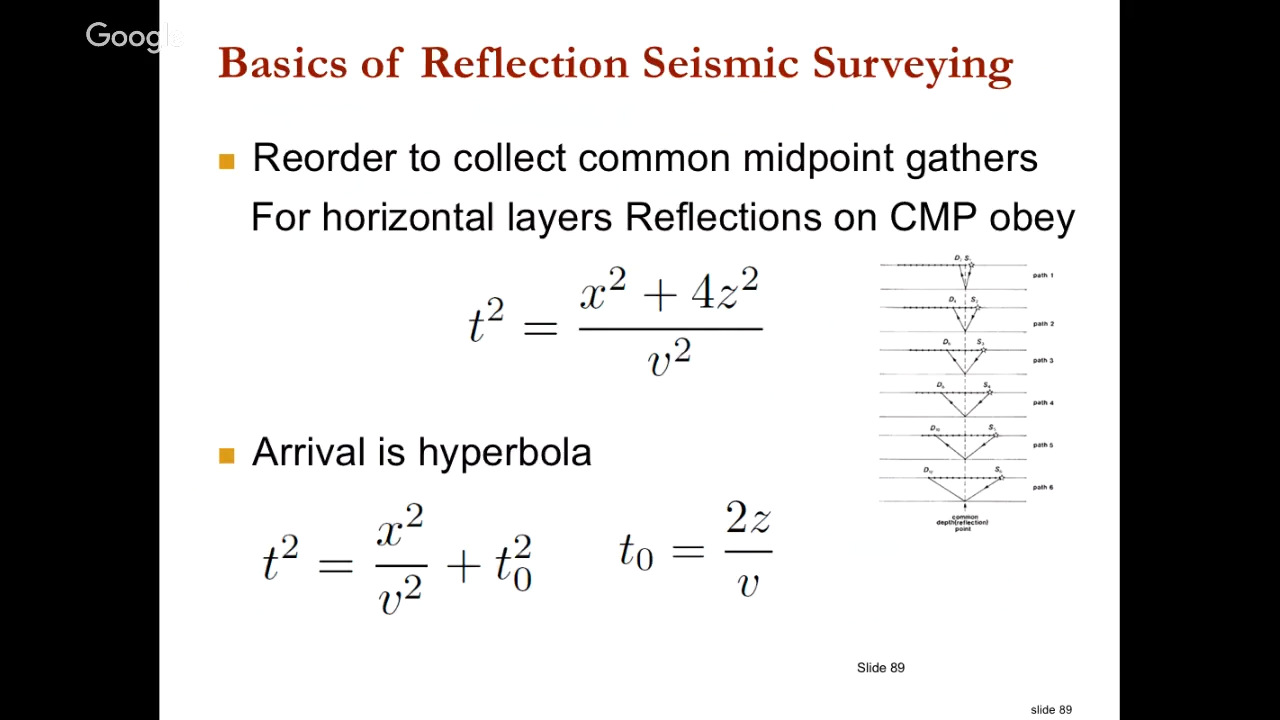 Google
Basics of Reflection Seismic Surveying
Reorder to collect common midpoint gathers
For horizontal layers Reflections on CMP obey
t² = (x² + 4z²) / v²
path 1
path 2
path 3
path 4
path 5
path 6
common
depth(reflection)
point
Arrival is hyperbola
t² = x² / v² + t₀²
t₀ = 2z / v
Slide 89
slide 89